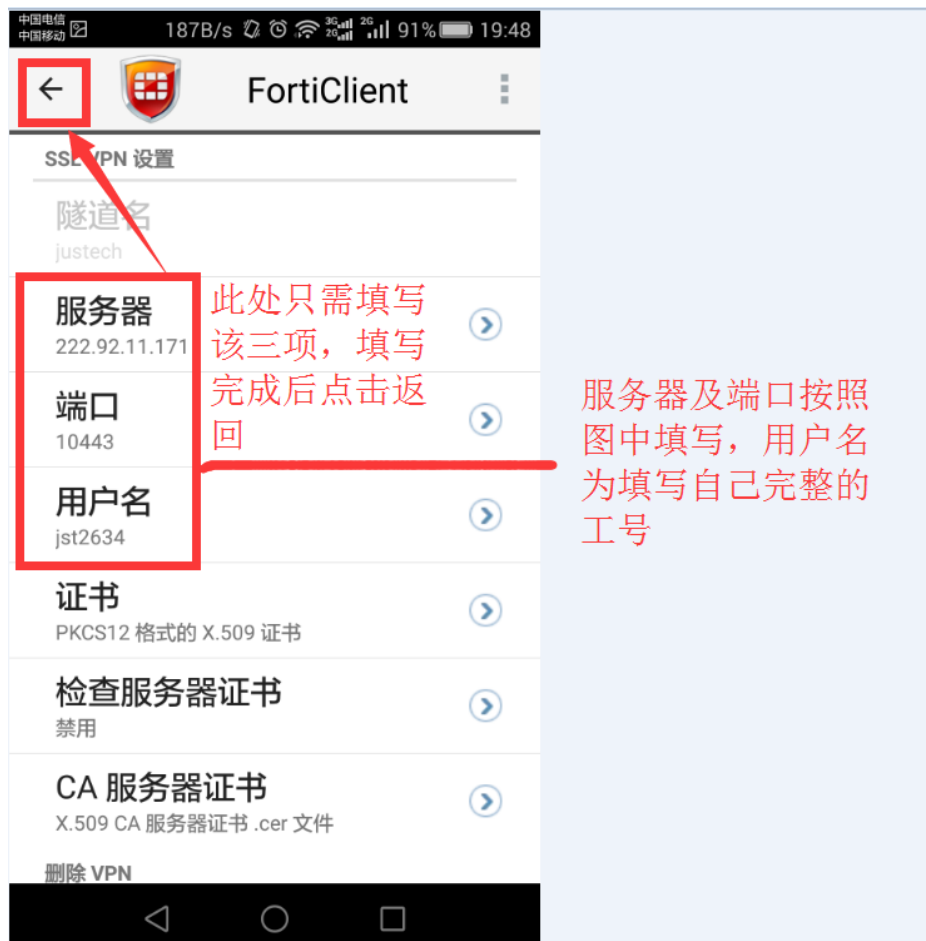 中国电信
中国移动
187B/s
3G
2G
2G
91%
19:48
FortiClient
SSL VPN 设置
隧道名
justech
服务器
222.92.11.171
此处只需填写
该三项，填写
完成后点击返
回
端口
10443
用户名
jst2634
服务器及端口按照
图中填写，用户名
为填写自己完整的
工号
证书
PKCS12 格式的 X.509 证书
检查服务器证书
禁用
CA 服务器证书
X.509 CA 服务器证书 .cer 文件
删除 VPN